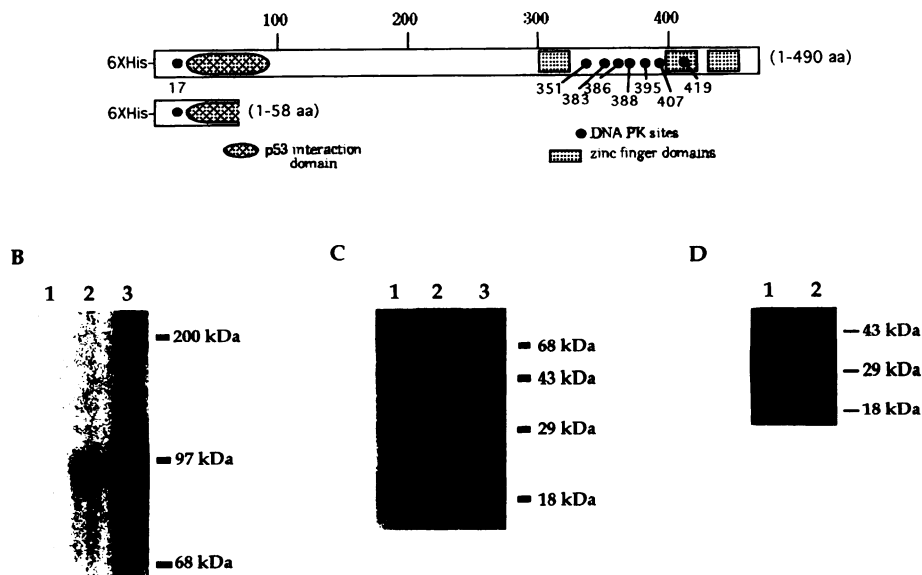 100 200 300 400
6XHis- (1-490 aa)
17 351 383 386 388 395 407 419
6XHis- (1-58 aa)
p53 interaction
domain
DNA PK sites
zinc finger domains
B
1 2 3
200 kDa
97 kDa
68 kDa
C
1 2 3
68 kDa
43 kDa
29 kDa
18 kDa
D
1 2
43 kDa
29 kDa
18 kDa